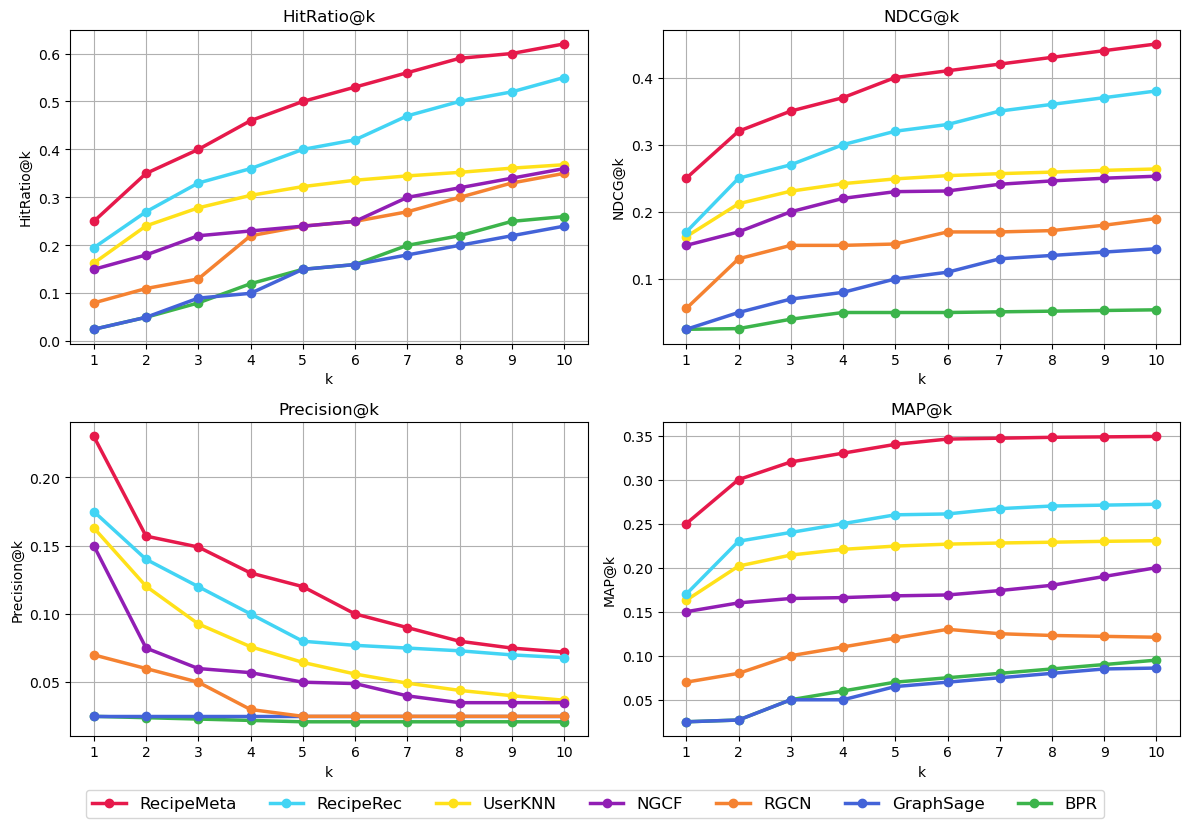 HitRatio@k
HitRatio@k
0.6
0.5
0.4
0.3
0.2
0.1
0.0
1 2 3 4 5 6 7 8 9 10
k
NDCG@k
NDCG@k
0.4
0.3
0.2
0.1
1 2 3 4 5 6 7 8 9 10
k
Precision@k
Precision@k
0.20
0.15
0.10
0.05
1 2 3 4 5 6 7 8 9 10
k
MAP@k
MAP@k
0.35
0.30
0.25
0.20
0.15
0.10
0.05
1 2 3 4 5 6 7 8 9 10
k
RecipeMeta RecipeRec UserKNN NGCF RGCN GraphSage BPR